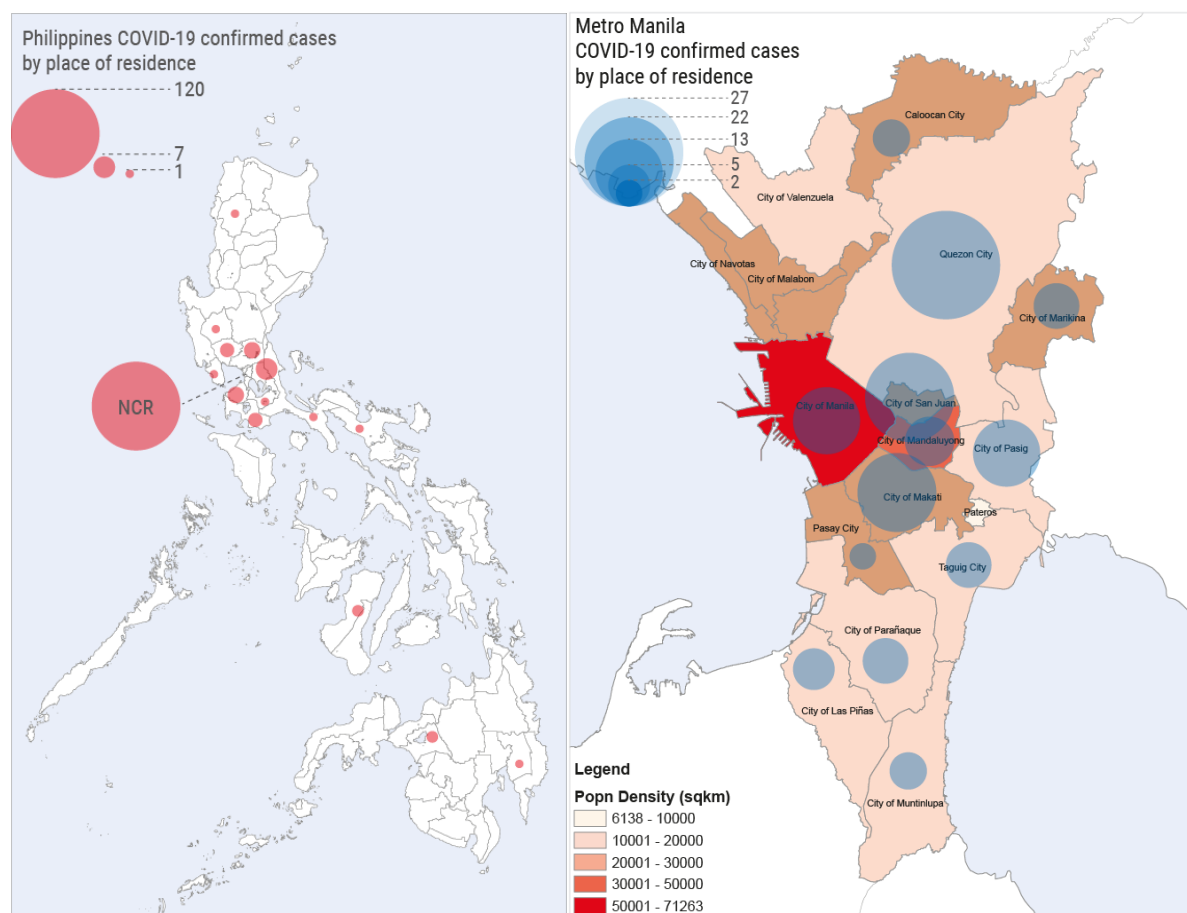 Philippines COVID-19 confirmed cases
by place of residence
120
7
1
NCR
Metro Manila
COVID-19 confirmed cases
by place of residence
27
22
13
5
2
Caloocan City
City of Valenzuela
Quezon City
City of Navotas
City of Malabon
City of Marikina
City of San Juan
City of Manila
City of Mandaluyong
City of Pasig
City of Makati
Pateros
Pasay City
Taguig City
City of Parañaque
City of Las Piñas
City of Muntinlupa
Legend
Popn Density (sqkm)
6138 - 10000
10001 - 20000
20001 - 30000
30001 - 50000
50001 - 71263